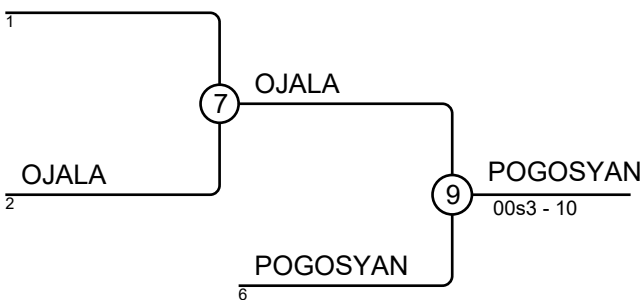 1
7
OJALA
OJALA
2
9
POGOSYAN
00s3 - 10
POGOSYAN
6